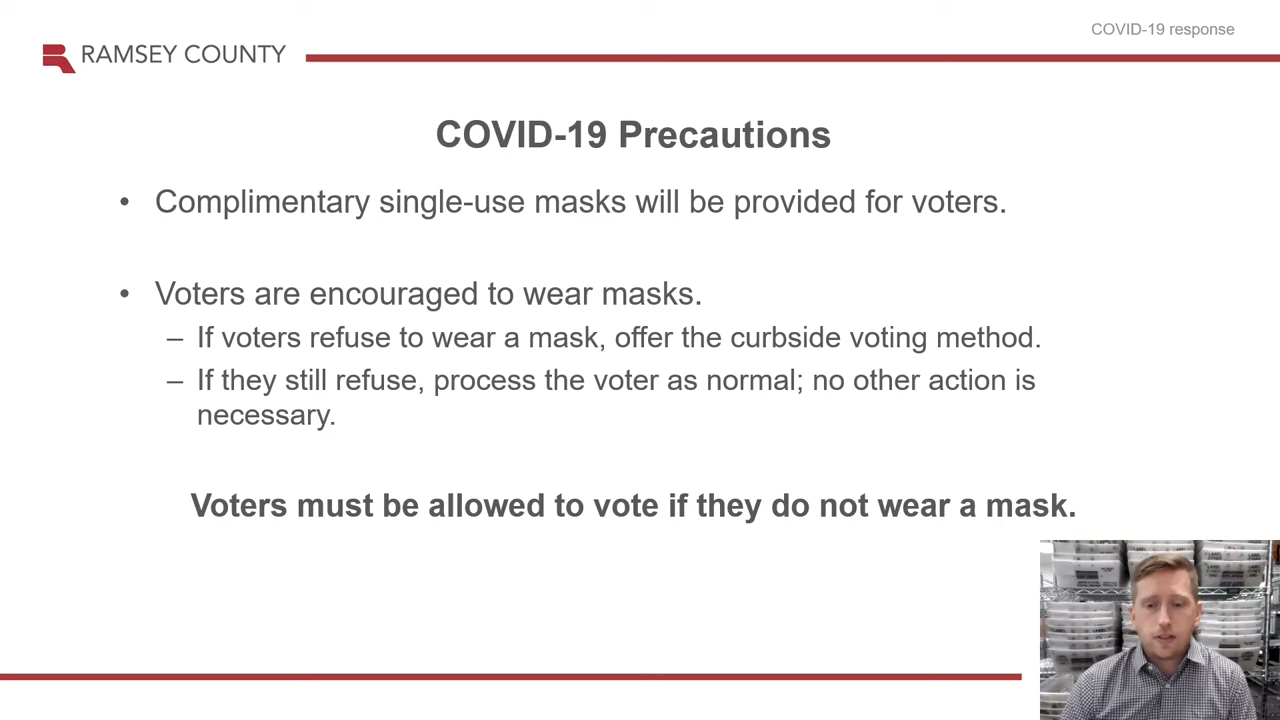 COVID-19 response
RAMSEY COUNTY
COVID-19 Precautions
• Complimentary single-use masks will be provided for voters.
• Voters are encouraged to wear masks.
– If voters refuse to wear a mask, offer the curbside voting method.
– If they still refuse, process the voter as normal; no other action is
necessary.
Voters must be allowed to vote if they do not wear a mask.